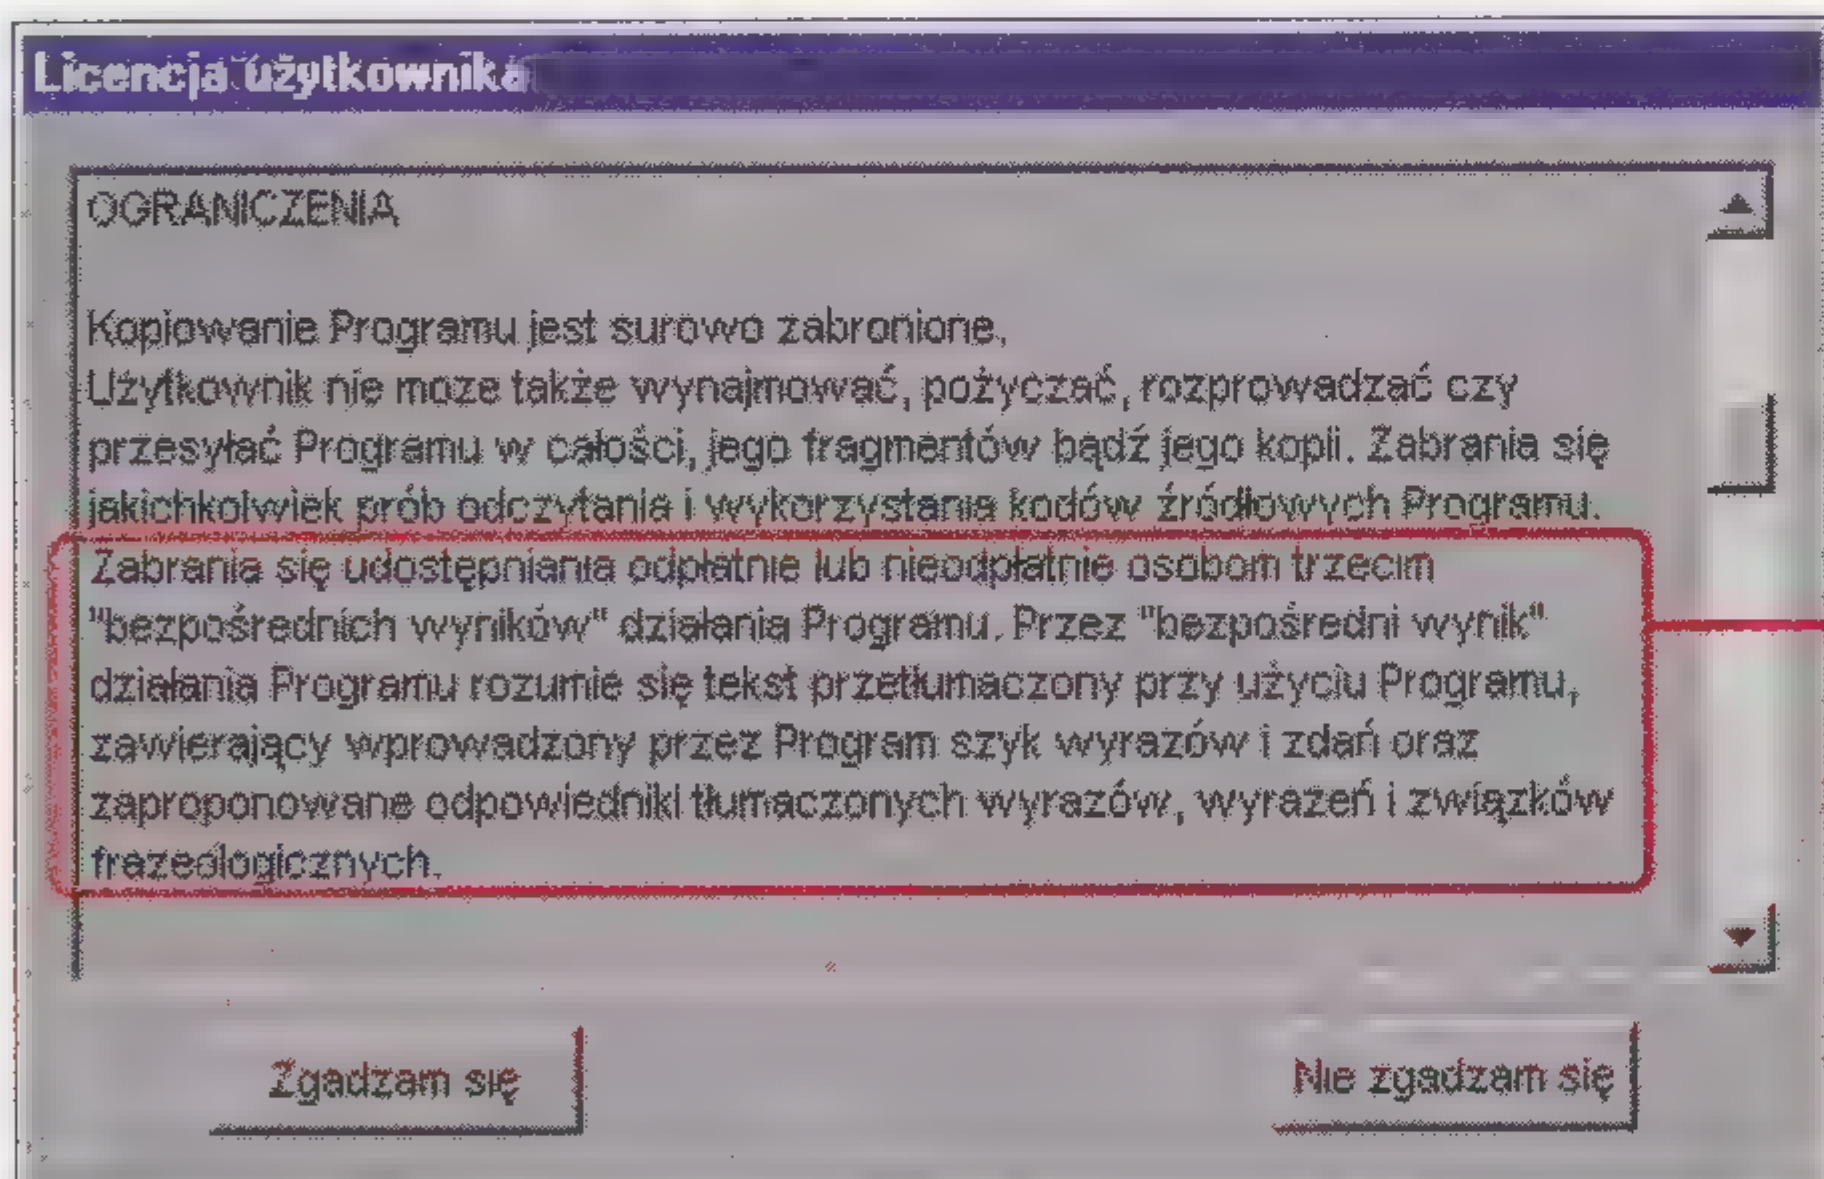 Licencja użytkownika
OGRANICZENIA
Kopiowanie Programu jest surowo zabronione.
Użytkownik nie moze także wynajmować, pożyczać, rozprowadzać czy
przesyłać Programu w całości, jego fragmentów bądź jego kopii. Zabrania się
jakichkolwiek prób odczytania i wykorzystania kodów źródłowych Programu.
Zabrania się udostępniania odpłatnie lub nieodpłatnie osobom trzecim
"bezpośrednich wyników" działania Programu. Przez "bezpośredni wynik"
działania Programu rozumie się tekst przetłumaczony przy użyciu Programu,
zawierający wprowadzony przez Program szyk wyrazów i zdań oraz
zaproponowane odpowiedniki tłumaczonych wyrazów, wyrażeń i związków
frazeologicznych.
Zgadzam się
Nie zgadzam się